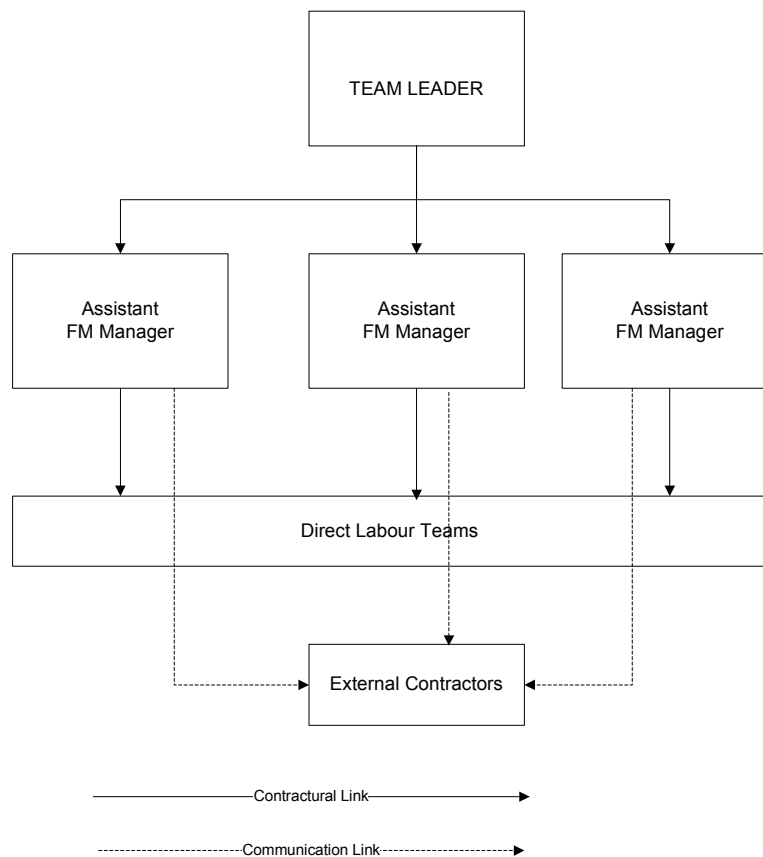 TEAM LEADER
Assistant
FM Manager
Assistant
FM Manager
Assistant
FM Manager
Direct Labour Teams
External Contractors
Contractural Link
Communication Link